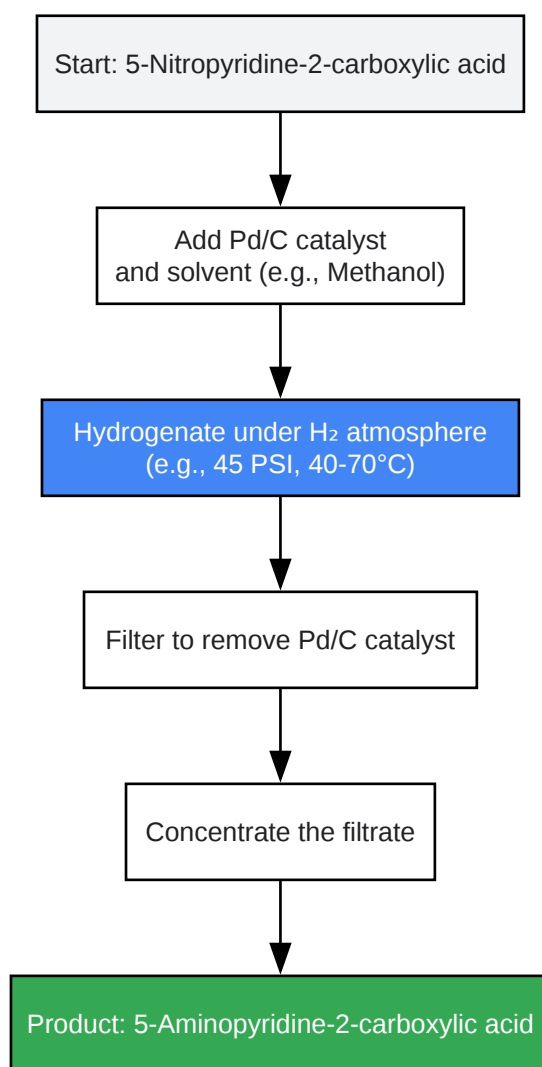 Start: 5-Nitropyridine-2-carboxylic acid
Add Pd/C catalyst
and solvent (e.g., Methanol)
Hydrogenate under H₂ atmosphere
(e.g., 45 PSI, 40-70°C)
Filter to remove Pd/C catalyst
Concentrate the filtrate
Product: 5-Aminopyridine-2-carboxylic acid